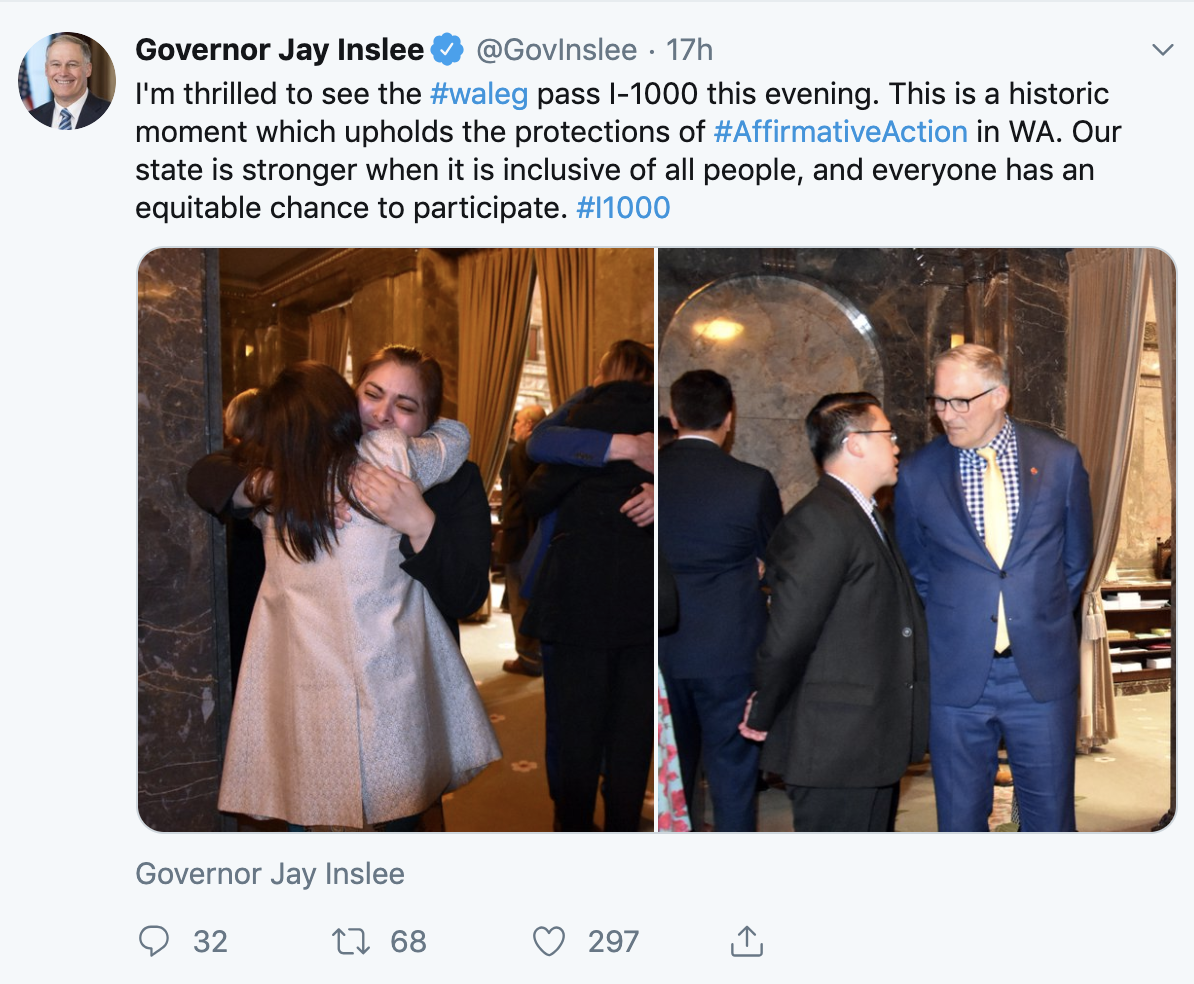 Governor Jay Inslee @GovInslee · 17h
I'm thrilled to see the #waleg pass I-1000 this evening. This is a historic
moment which upholds the protections of #AffirmativeAction in WA. Our
state is stronger when it is inclusive of all people, and everyone has an
equitable chance to participate. #I1000
Governor Jay Inslee
32 68 297